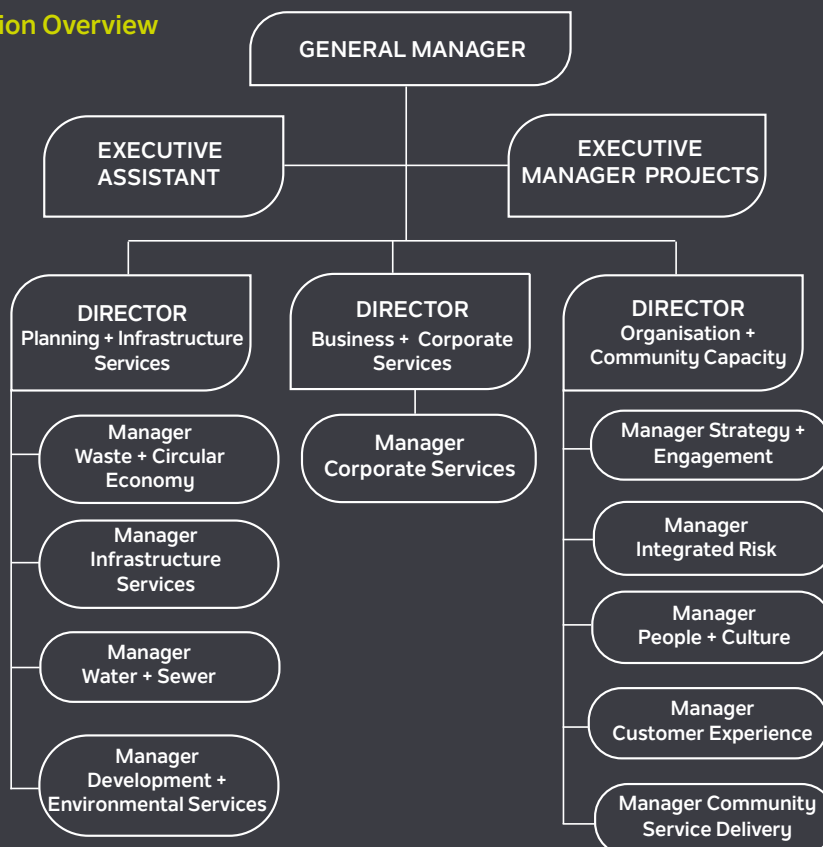 ion Overview
GENERAL MANAGER
EXECUTIVE
ASSISTANT
EXECUTIVE
MANAGER PROJECTS
DIRECTOR
Planning + Infrastructure
Services
DIRECTOR
Business + Corporate
Services
DIRECTOR
Organisation +
Community Capacity
Manager
Waste + Circular
Economy
Manager
Infrastructure
Services
Manager
Water + Sewer
Manager
Development +
Environmental Services
Manager
Corporate Services
Manager Strategy +
Engagement
Manager
Integrated Risk
Manager
People + Culture
Manager
Customer Experience
Manager Community
Service Delivery